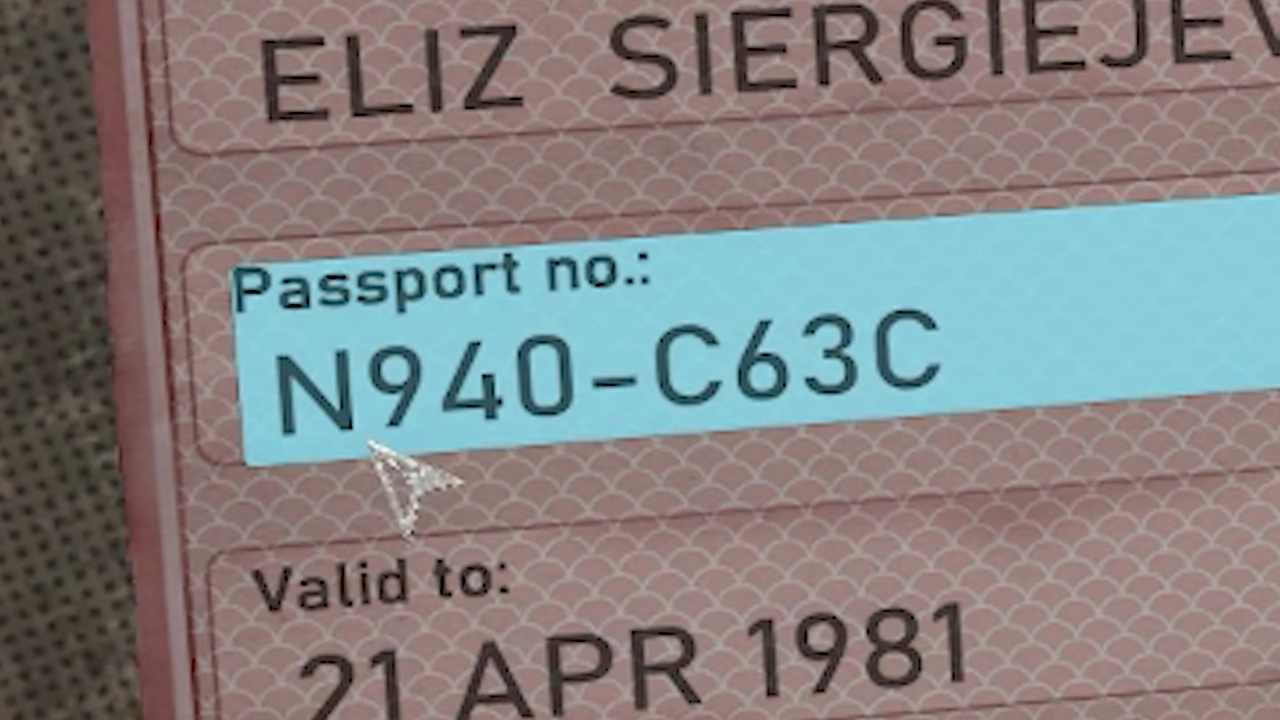 ELIZ SIERGIEJEV
Passport no.:
N940-C63C
Valid to:
21 APR 1981